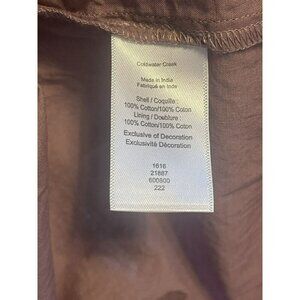 Coldwater Creek
Made in India
Fabriqué en Inde
Shell / Coquille :
100% Cotton/100% Coton
Lining / Doublure :
100% Cotton/100% Coton
Exclusive of Decoration
Exclusivité Décoration
1616
21887
600800
222